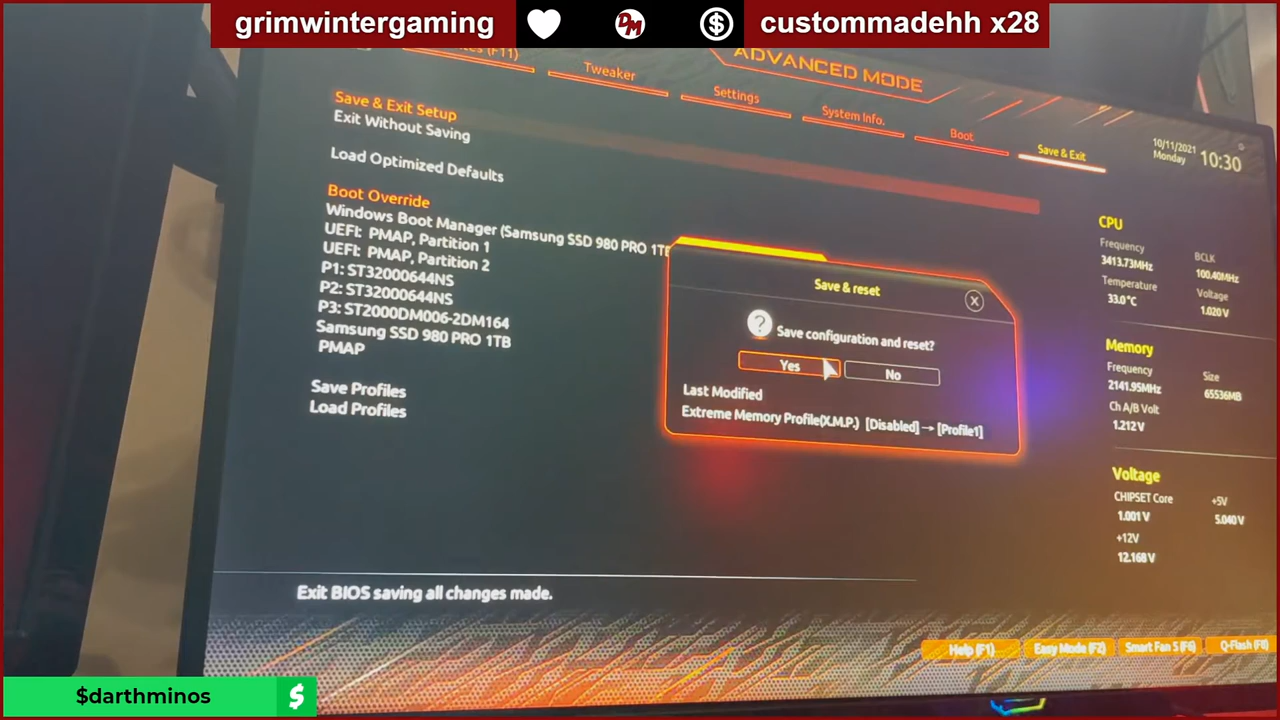 grimwintergaming
DM
$
custommadehh x28
(F11)
Tweaker
Settings
System Info.
Boot
Save & Exit
ADVANCED MODE
10/11/2021
Monday
10:30
Save & Exit Setup
Exit Without Saving
Load Optimized Defaults
Boot Override
Windows Boot Manager (Samsung SSD 980 PRO 1TB
UEFI: PMAP, Partition 1
UEFI: PMAP, Partition 2
P1: ST32000644NS
P2: ST32000644NS
P3: ST2000DM006-2DM164
Samsung SSD 980 PRO 1TB
PMAP
Save Profiles
Load Profiles
Save & reset
X
?
Save configuration and reset?
Yes
No
Last Modified
Extreme Memory Profile(X.M.P.) [Disabled] → [Profile1]
CPU
Frequency
BCLK
3413.73MHz
100.40MHz
Temperature
Voltage
33.0°C
1.020 V
Memory
Frequency
Size
2141.95MHz
65536MB
Ch A/B Volt
1.212 V
Voltage
CHIPSET Core
+5V
1.001 V
5.040 V
+12V
12.168 V
Exit BIOS saving all changes made.
Help (F1)
Easy Mode (F2)
Smart Fan 5 (F6)
Q-Flash (F8)
$darthminos
$